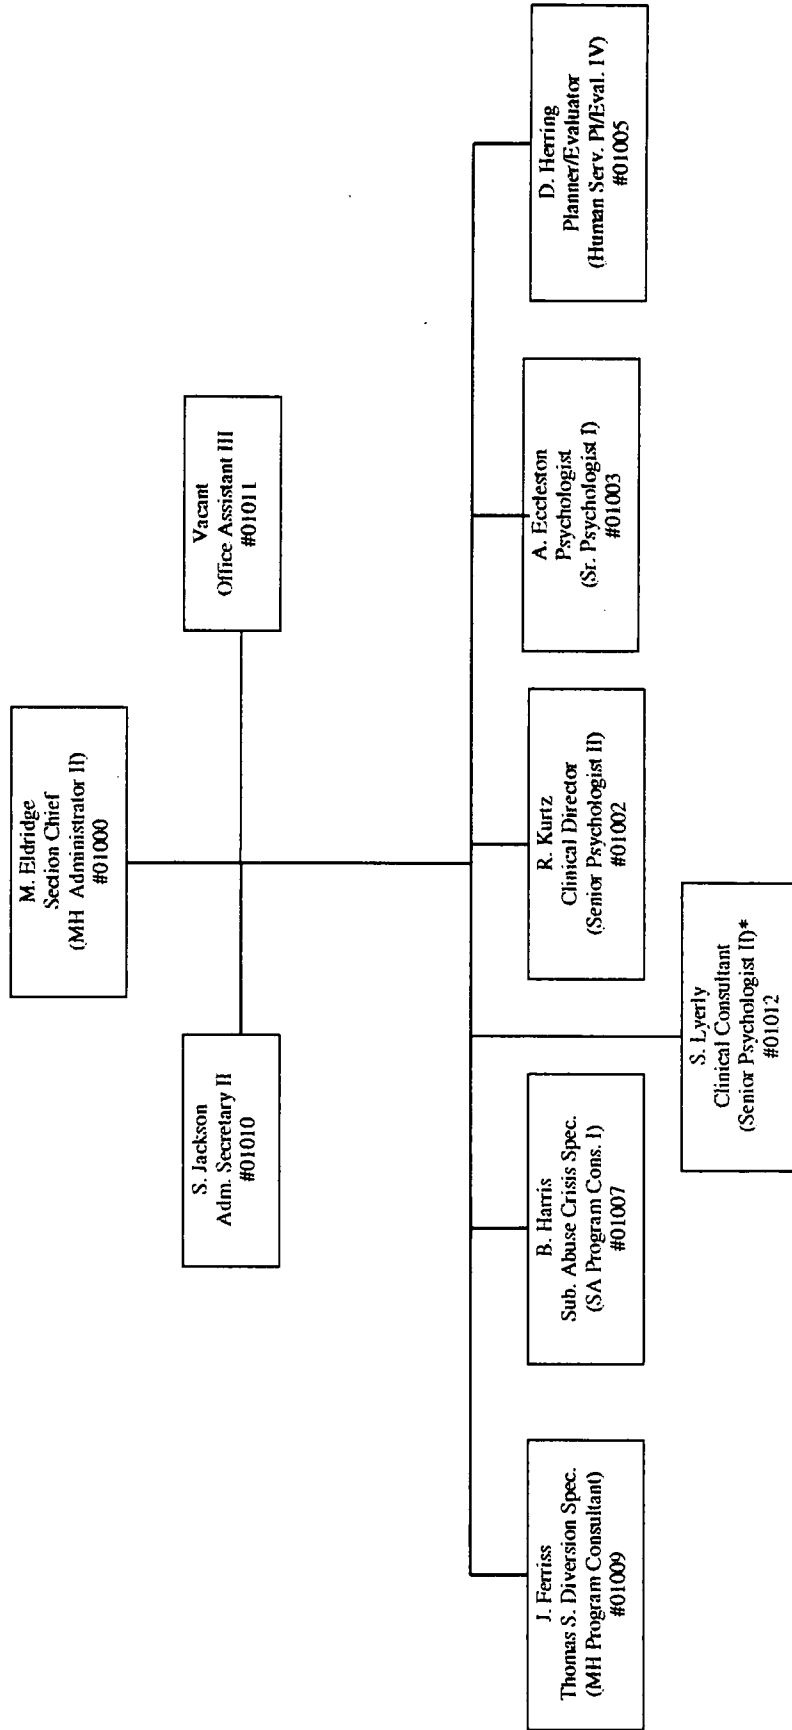 M. Eldridge
Section Chief
(MH Administrator II)
#01000
S. Jackson
Adm. Secretary II
#01010
Vacant
Office Assistant III
#01011
J. Ferriss
Thomas S. Diversion Spec.
(MH Program Consultant)
#01009
B. Harris
Sub. Abuse Crisis Spec.
(SA Program Cons. I)
#01007
R. Kurtz
Clinical Director
(Senior Psychologist II)
#01002
A. Eccleston
Psychologist
(Sr. Psychologist I)
#01003
D. Herring
Planner/Evaluator
(Human Serv. Pl/Eval. IV)
#01005
S. Lyerly
Clinical Consultant
(Senior Psychologist II)*
#01012